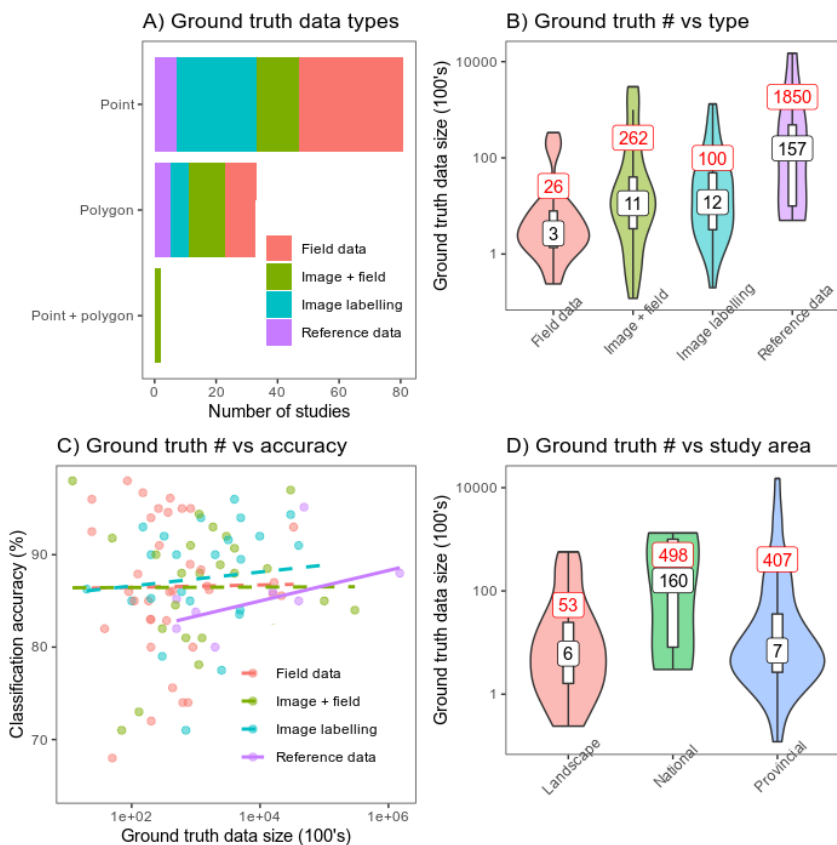 A) Ground truth data types
Point
Polygon
Point + polygon
Field data
Image + field
Image labelling
Reference data
0 20 40 60 80
Number of studies
B) Ground truth # vs type
Ground truth data size (100's)
10000
100
1
26
3
262
11
100
12
1850
157
Field data
Image + field
Image labelling
Reference data
C) Ground truth # vs accuracy
Classification accuracy (%)
90
80
70
Field data
Image + field
Image labelling
Reference data
1e+02 1e+04 1e+06
Ground truth data size (100's)
D) Ground truth # vs study area
Ground truth data size (100's)
10000
100
1
53
6
498
160
407
7
Landscape
National
Provincial